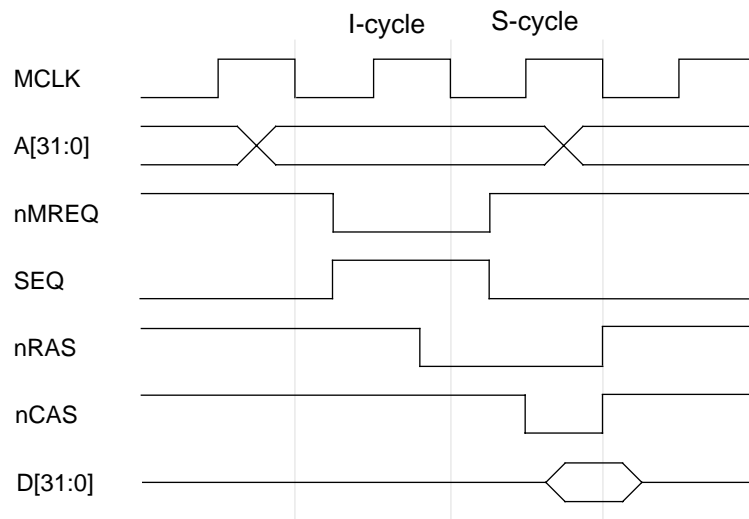 I-cycle S-cycle
MCLK
A[31:0]
nMREQ
SEQ
nRAS
nCAS
D[31:0]